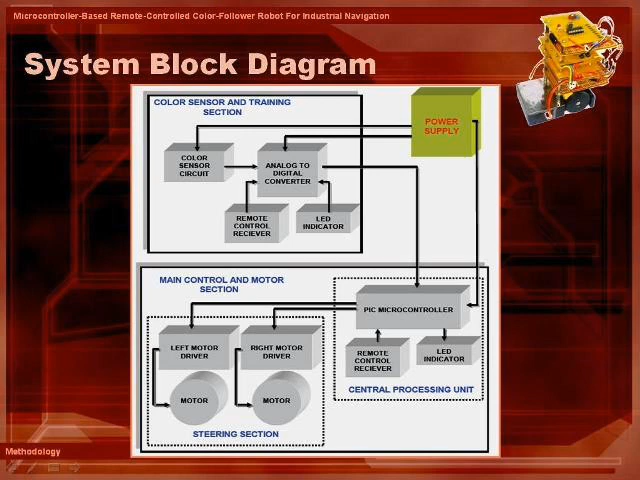 Microcontroller-Based Remote-Controlled Color-Follower Robot For Industrial Navigation
System Block Diagram
COLOR SENSOR AND TRAINING
SECTION
POWER
SUPPLY
COLOR
SENSOR
CIRCUIT
ANALOG TO
DIGITAL
CONVERTER
REMOTE
CONTROL
RECIEVER
LED
INDICATOR
MAIN CONTROL AND MOTOR
SECTION
PIC MICROCONTROLLER
LEFT MOTOR
DRIVER
RIGHT MOTOR
DRIVER
REMOTE
CONTROL
RECIEVER
LED
INDICATOR
MOTOR
MOTOR
CENTRAL PROCESSING UNIT
STEERING SECTION
Methodology